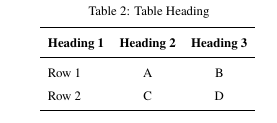 Table 2: Table Heading
Heading 1 Heading 2 Heading 3
Row 1 A B
Row 2 C D